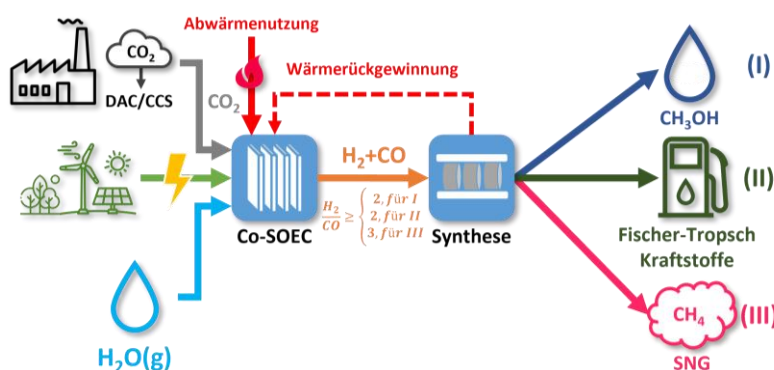 Abwärmenutzung
CO₂
DAC/CCS
Wärmerückgewinnung
CO₂
H₂+CO
H₂/CO ≥ { 2, für I
2, für II
3, für III
Co-SOEC
Synthese
H₂O(g)
(I)
CH₃OH
(II)
Fischer-Tropsch
Kraftstoffe
CH₄
(III)
SNG